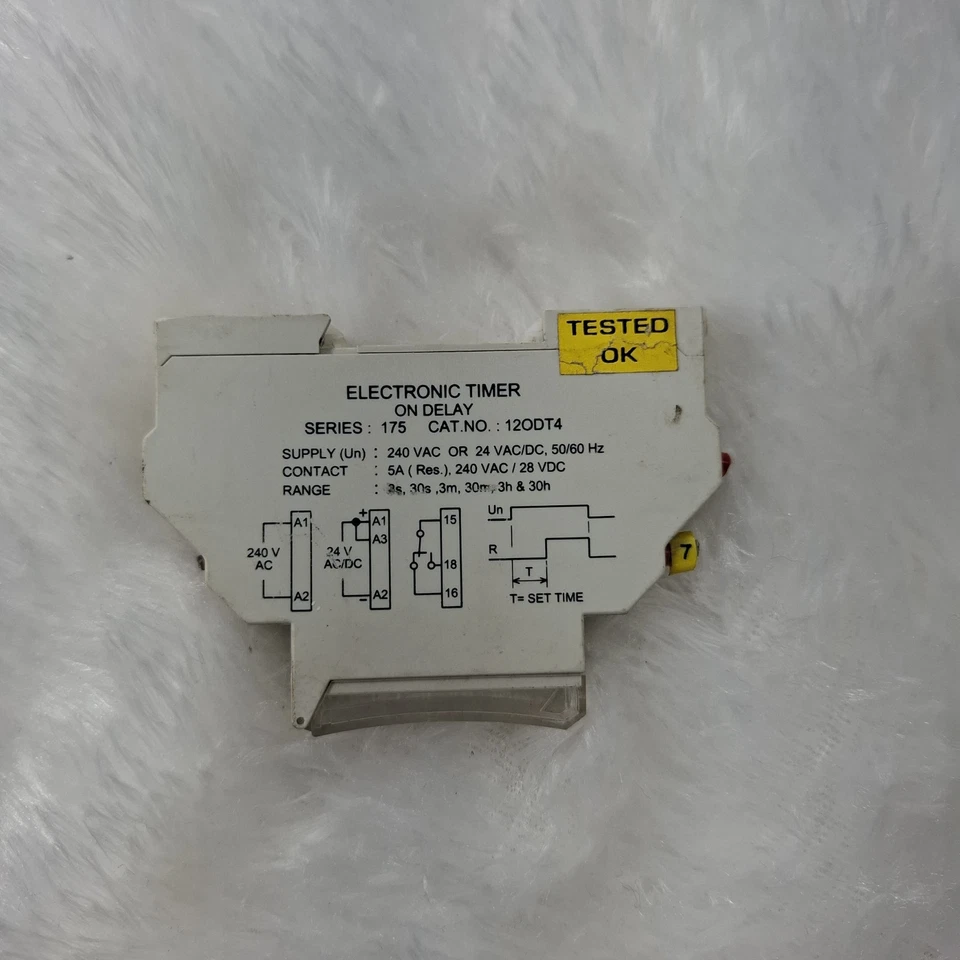 TESTED
OK
ELECTRONIC TIMER
ON DELAY
SERIES : 175 CAT.NO. : 12ODT4
SUPPLY (Un) : 240 VAC OR 24 VAC/DC, 50/60 Hz
CONTACT : 5A ( Res.), 240 VAC / 28 VDC
RANGE : 3s, 30s ,3m, 30m, 3h & 30h
A1
240 V
AC
A2
+
A1
A3
24 V
AC/DC
A2
–
15
18
16
Un
R
T
T= SET TIME
7